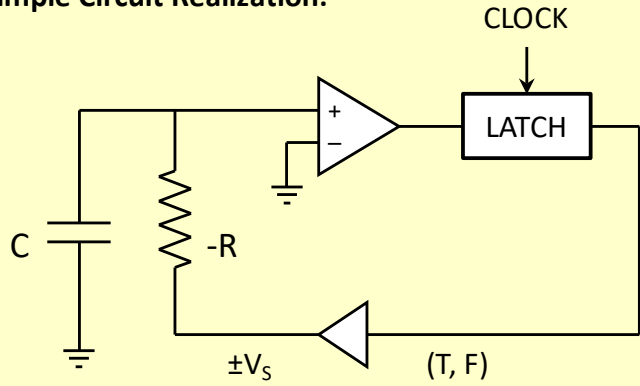 mple Circuit Realization:
CLOCK
+
–
LATCH
C
-R
±VS
(T, F)